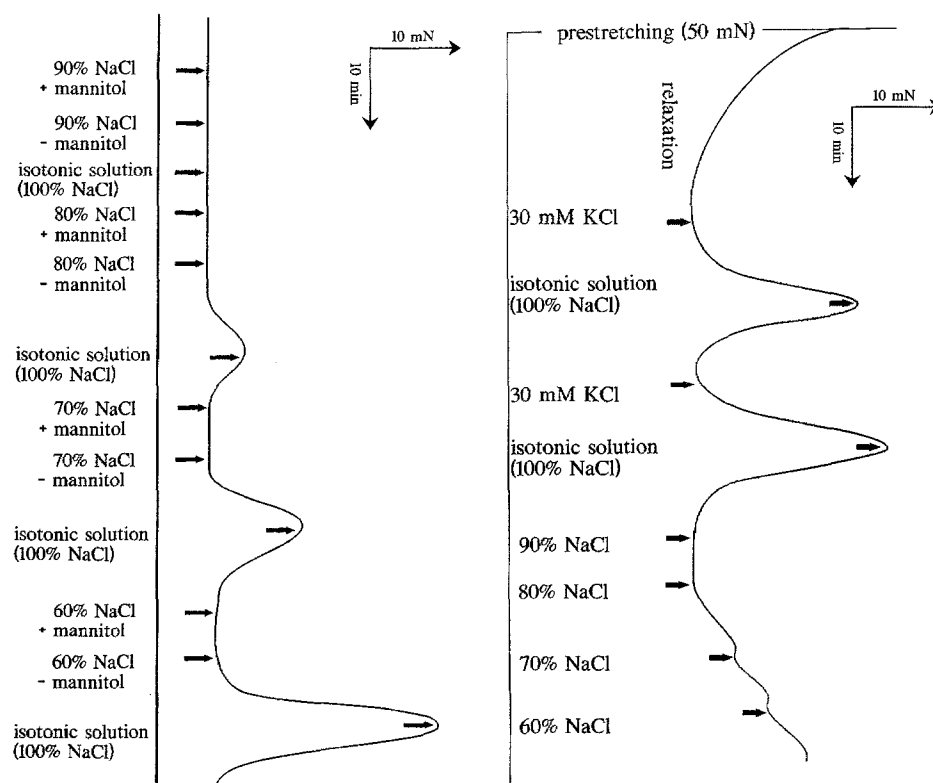 10 mN
10 min
90% NaCl
+ mannitol
90% NaCl
- mannitol
isotonic solution
(100% NaCl)
80% NaCl
+ mannitol
80% NaCl
- mannitol
isotonic solution
(100% NaCl)
70% NaCl
+ mannitol
70% NaCl
- mannitol
isotonic solution
(100% NaCl)
60% NaCl
+ mannitol
60% NaCl
- mannitol
isotonic solution
(100% NaCl)
prestretching (50 mN)
10 mN
10 min
relaxation
30 mM KCl
isotonic solution
(100% NaCl)
30 mM KCl
isotonic solution
(100% NaCl)
90% NaCl
80% NaCl
70% NaCl
60% NaCl